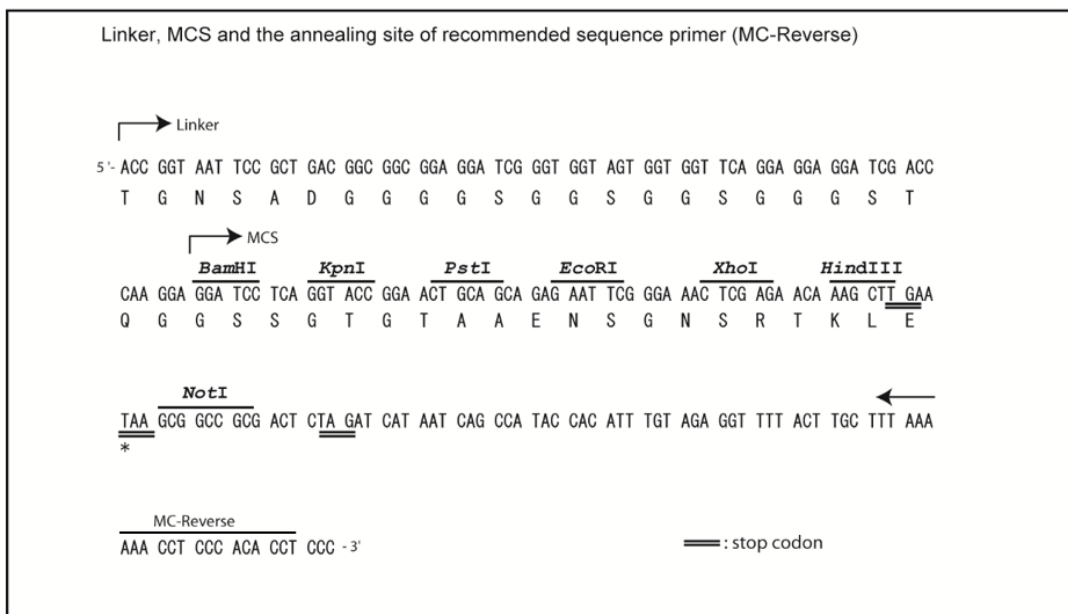 Linker, MCS and the annealing site of recommended sequence primer (MC-Reverse)
Linker
5'- ACC GGT AAT TCC GCT GAC GGC GGC GGA GGA TCG GGT GGT AGT GGT GGT TCA GGA GGA GGA TCG ACC
T G N S A D G G G G S G G S G G S G G G S T
MCS
BamHI KpnI PstI EcoRI XhoI HindIII
CAA GGA GGA TCC TCA GGT ACC GGA ACT GCA GCA GAG AAT TCG GGA AAC TCG AGA ACA AAG CTT GAA
Q G G S S G T G T A A E N S G N S R T K L E
NotI
TAA GCG GCC GCG ACT CTA GAT CAT AAT CAG CCA TAC CAC ATT TGT AGA GGT TTT ACT TGC TTT AAA
*
MC-Reverse
AAA CCT CCC ACA CCT CCC -3'
: stop codon